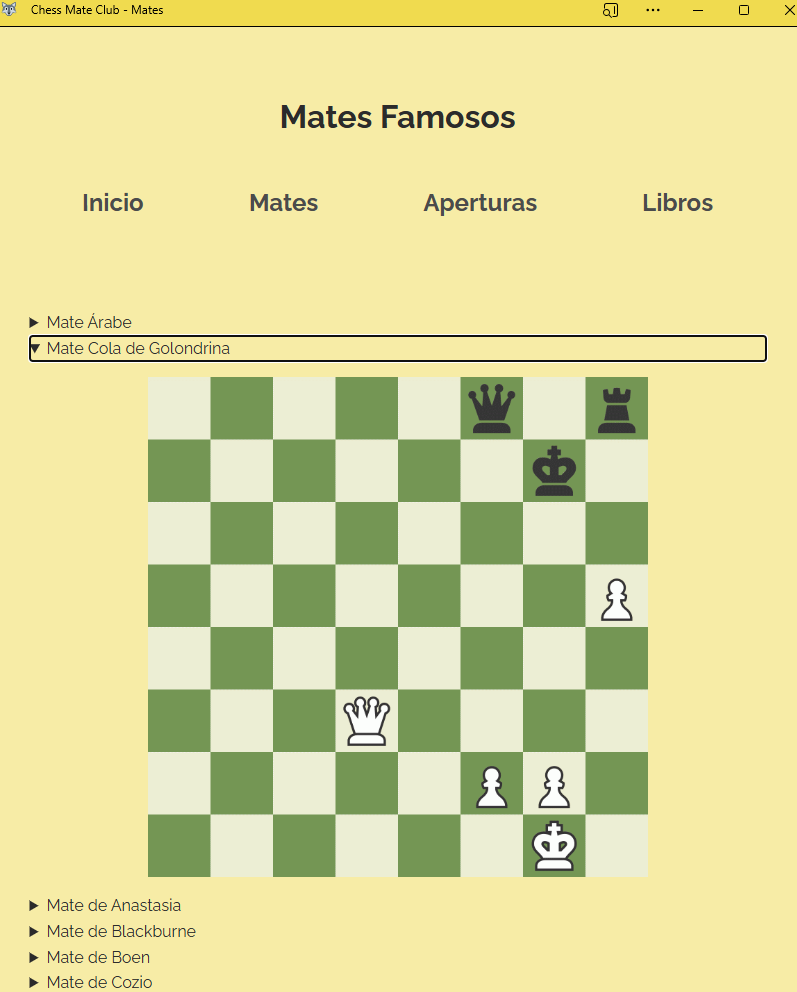 Chess Mate Club - Mates
Mates Famosos
Inicio Mates Aperturas Libros
Mate Árabe
Mate Cola de Golondrina
Mate de Anastasia
Mate de Blackburne
Mate de Boen
Mate de Cozio